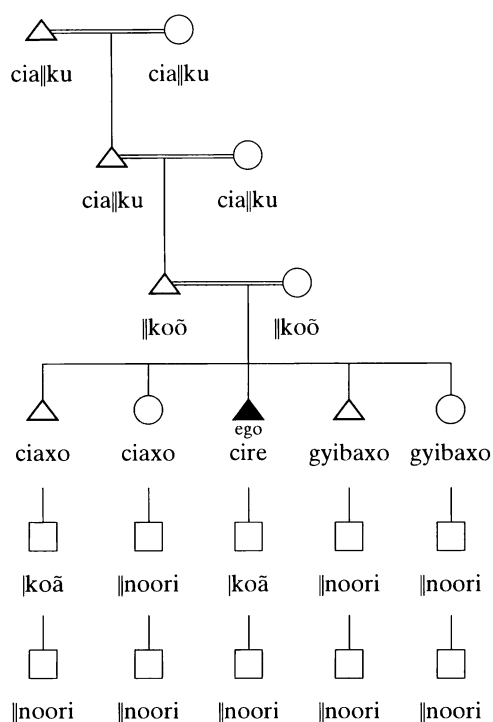 cia‖ku cia‖ku
cia‖ku cia‖ku
‖koõ ‖koõ
ego
ciaxo ciaxo cire gyibaxo gyibaxo
|koã ‖noori |koã ‖noori ‖noori
‖noori ‖noori ‖noori ‖noori ‖noori